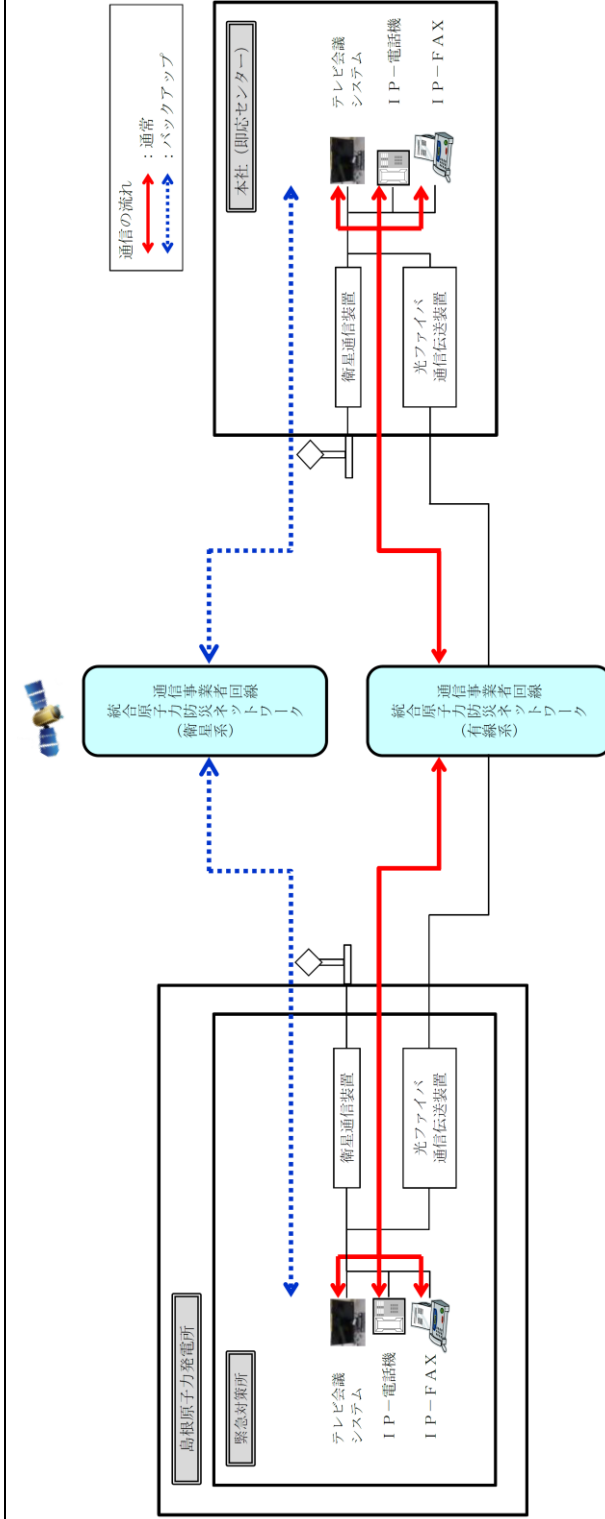 通信の流れ
：通常
：バックアップ
島根原子力発電所
緊急対策所
テレビ会議
システム
ＩＰ－電話機
ＩＰ－ＦＡＸ
衛星通信装置
光ファイバ
通信伝送装置
通信事業者回線
統合原子力防災ネットワーク
（衛星系）
通信事業者回線
統合原子力防災ネットワーク
（有線系）
本社（即応センター）
衛星通信装置
光ファイバ
通信伝送装置
テレビ会議
システム
ＩＰ－電話機
ＩＰ－ＦＡＸ